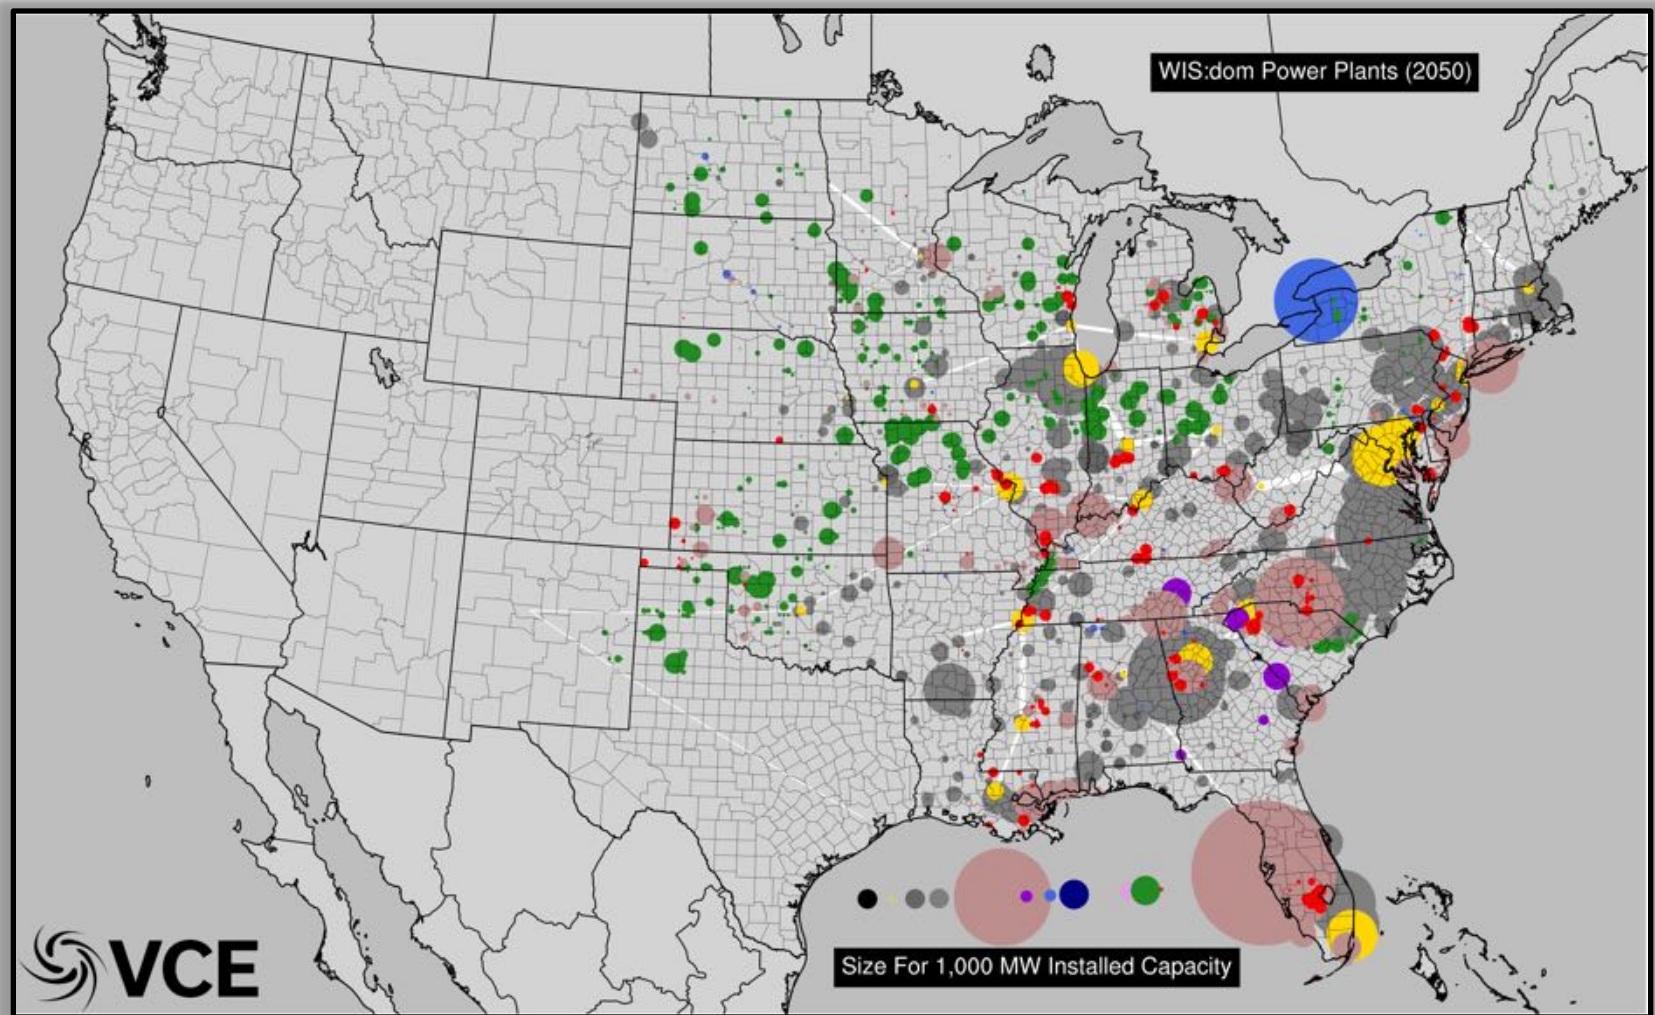 WIS:dom Power Plants (2050)
Size For 1,000 MW Installed Capacity
VCE